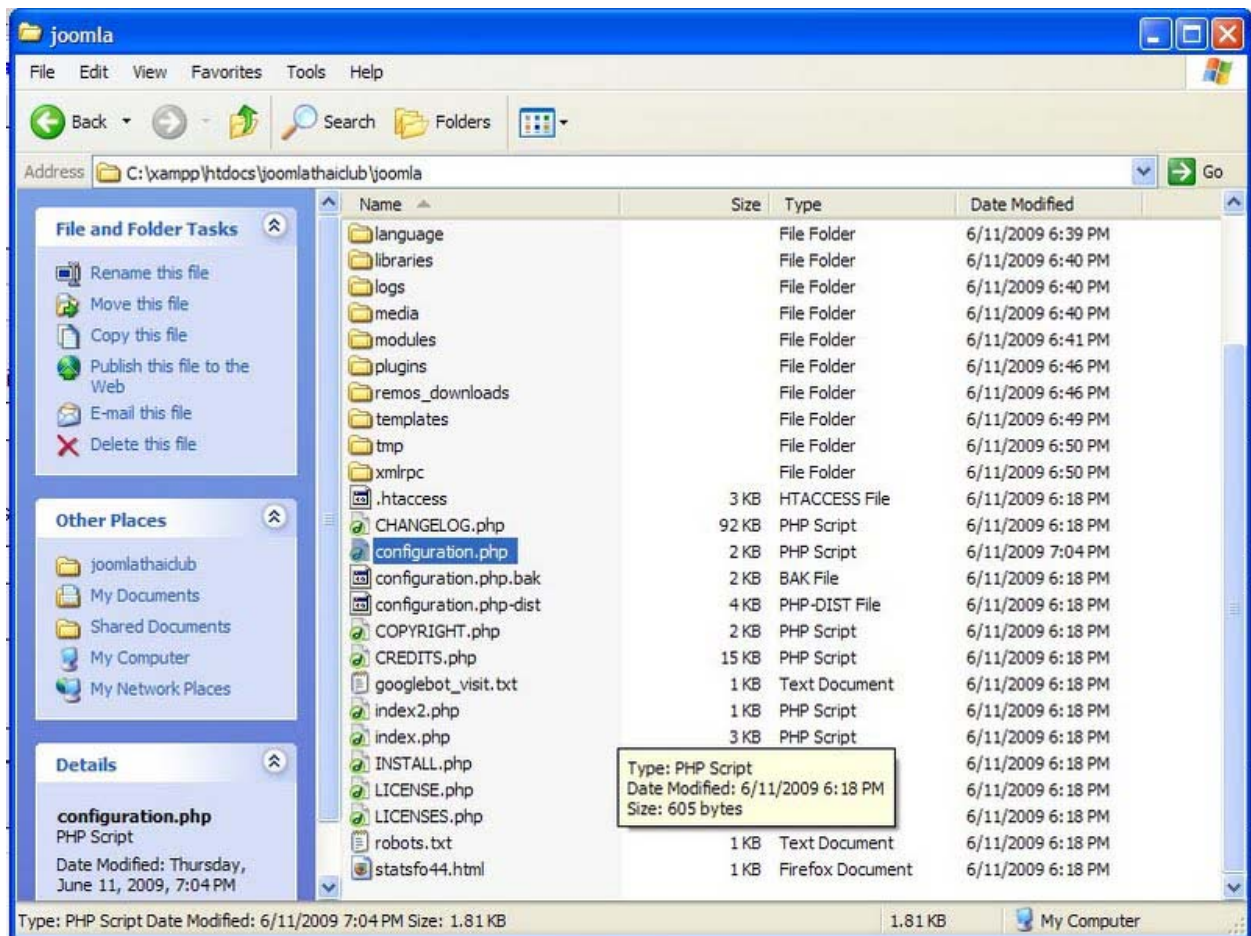 joomla
File Edit View Favorites Tools Help
Back Search Folders
Address C:\xampp\htdocs\joomlathaiclub\joomla Go
File and Folder Tasks
Rename this file
Move this file
Copy this file
Publish this file to the
Web
E-mail this file
Delete this file
Other Places
joomlathaiclub
My Documents
Shared Documents
My Computer
My Network Places
Details
configuration.php
PHP Script
Date Modified: Thursday,
June 11, 2009, 7:04 PM
Name Size Type Date Modified
language File Folder 6/11/2009 6:39 PM
libraries File Folder 6/11/2009 6:40 PM
logs File Folder 6/11/2009 6:40 PM
media File Folder 6/11/2009 6:40 PM
modules File Folder 6/11/2009 6:41 PM
plugins File Folder 6/11/2009 6:46 PM
remos_downloads File Folder 6/11/2009 6:46 PM
templates File Folder 6/11/2009 6:49 PM
tmp File Folder 6/11/2009 6:50 PM
xmlrpc File Folder 6/11/2009 6:50 PM
.htaccess 3 KB HTACCESS File 6/11/2009 6:18 PM
CHANGELOG.php 92 KB PHP Script 6/11/2009 6:18 PM
configuration.php 2 KB PHP Script 6/11/2009 7:04 PM
configuration.php.bak 2 KB BAK File 6/11/2009 6:18 PM
configuration.php-dist 4 KB PHP-DIST File 6/11/2009 6:18 PM
COPYRIGHT.php 2 KB PHP Script 6/11/2009 6:18 PM
CREDITS.php 15 KB PHP Script 6/11/2009 6:18 PM
googlebot_visit.txt 1 KB Text Document 6/11/2009 6:18 PM
index2.php 1 KB PHP Script 6/11/2009 6:18 PM
index.php 3 KB PHP Script 6/11/2009 6:18 PM
INSTALL.php 6/11/2009 6:18 PM
LICENSE.php 6/11/2009 6:18 PM
LICENSES.php 6/11/2009 6:18 PM
robots.txt 1 KB Text Document 6/11/2009 6:18 PM
statsfo44.html 1 KB Firefox Document 6/11/2009 6:18 PM
Type: PHP Script
Date Modified: 6/11/2009 6:18 PM
Size: 605 bytes
Type: PHP Script Date Modified: 6/11/2009 7:04 PM Size: 1.81 KB 1.81 KB My Computer